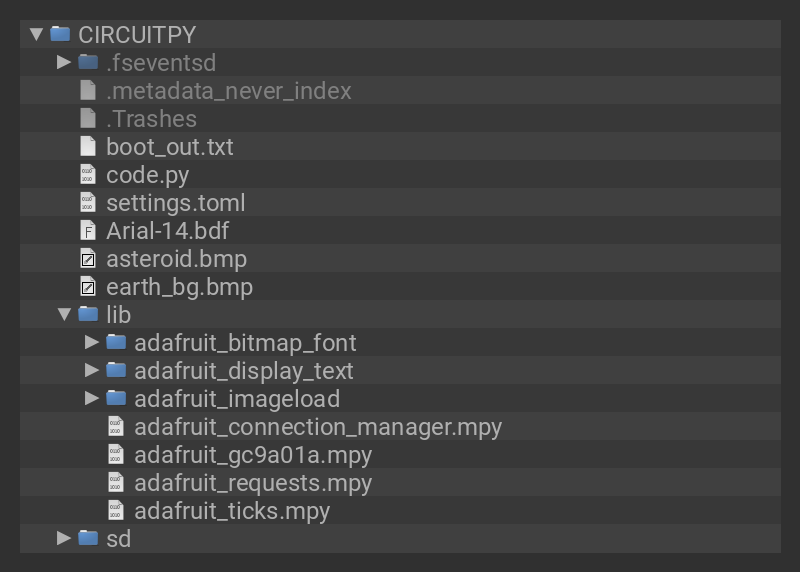 CIRCUITPY
.fseventsd
.metadata_never_index
.Trashes
boot_out.txt
code.py
settings.toml
Arial-14.bdf
asteroid.bmp
earth_bg.bmp
lib
adafruit_bitmap_font
adafruit_display_text
adafruit_imageload
adafruit_connection_manager.mpy
adafruit_gc9a01a.mpy
adafruit_requests.mpy
adafruit_ticks.mpy
sd